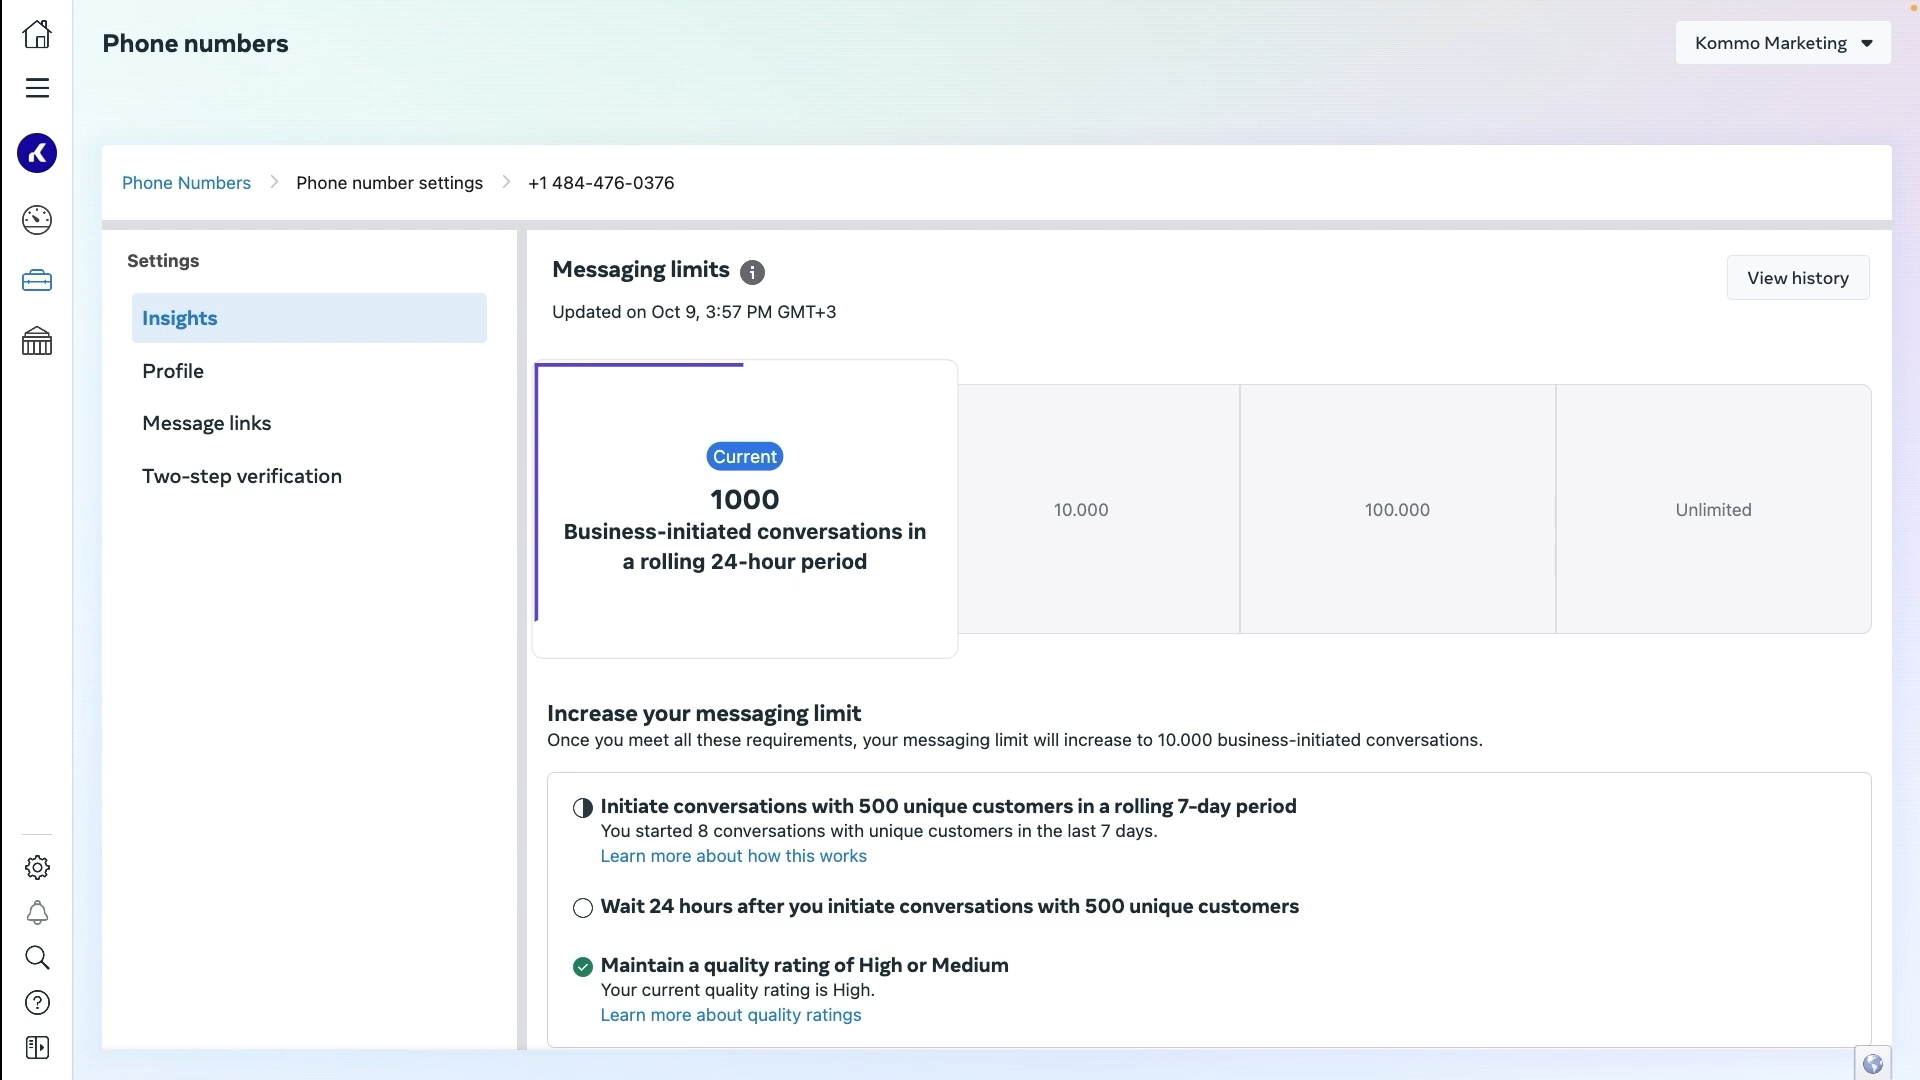 Phone numbers
Kommo Marketing
Phone Numbers
Phone number settings
+1 484-476-0376
Settings
Insights
Profile
Message links
Two-step verification
Messaging limits
View history
Updated on Oct 9, 3:57 PM GMT+3
Current
1000
Business-initiated conversations in
a rolling 24-hour period
10.000
100.000
Unlimited
Increase your messaging limit
Once you meet all these requirements, your messaging limit will increase to 10.000 business-initiated conversations.
Initiate conversations with 500 unique customers in a rolling 7-day period
You started 8 conversations with unique customers in the last 7 days.
Learn more about how this works
Wait 24 hours after you initiate conversations with 500 unique customers
Maintain a quality rating of High or Medium
Your current quality rating is High.
Learn more about quality ratings